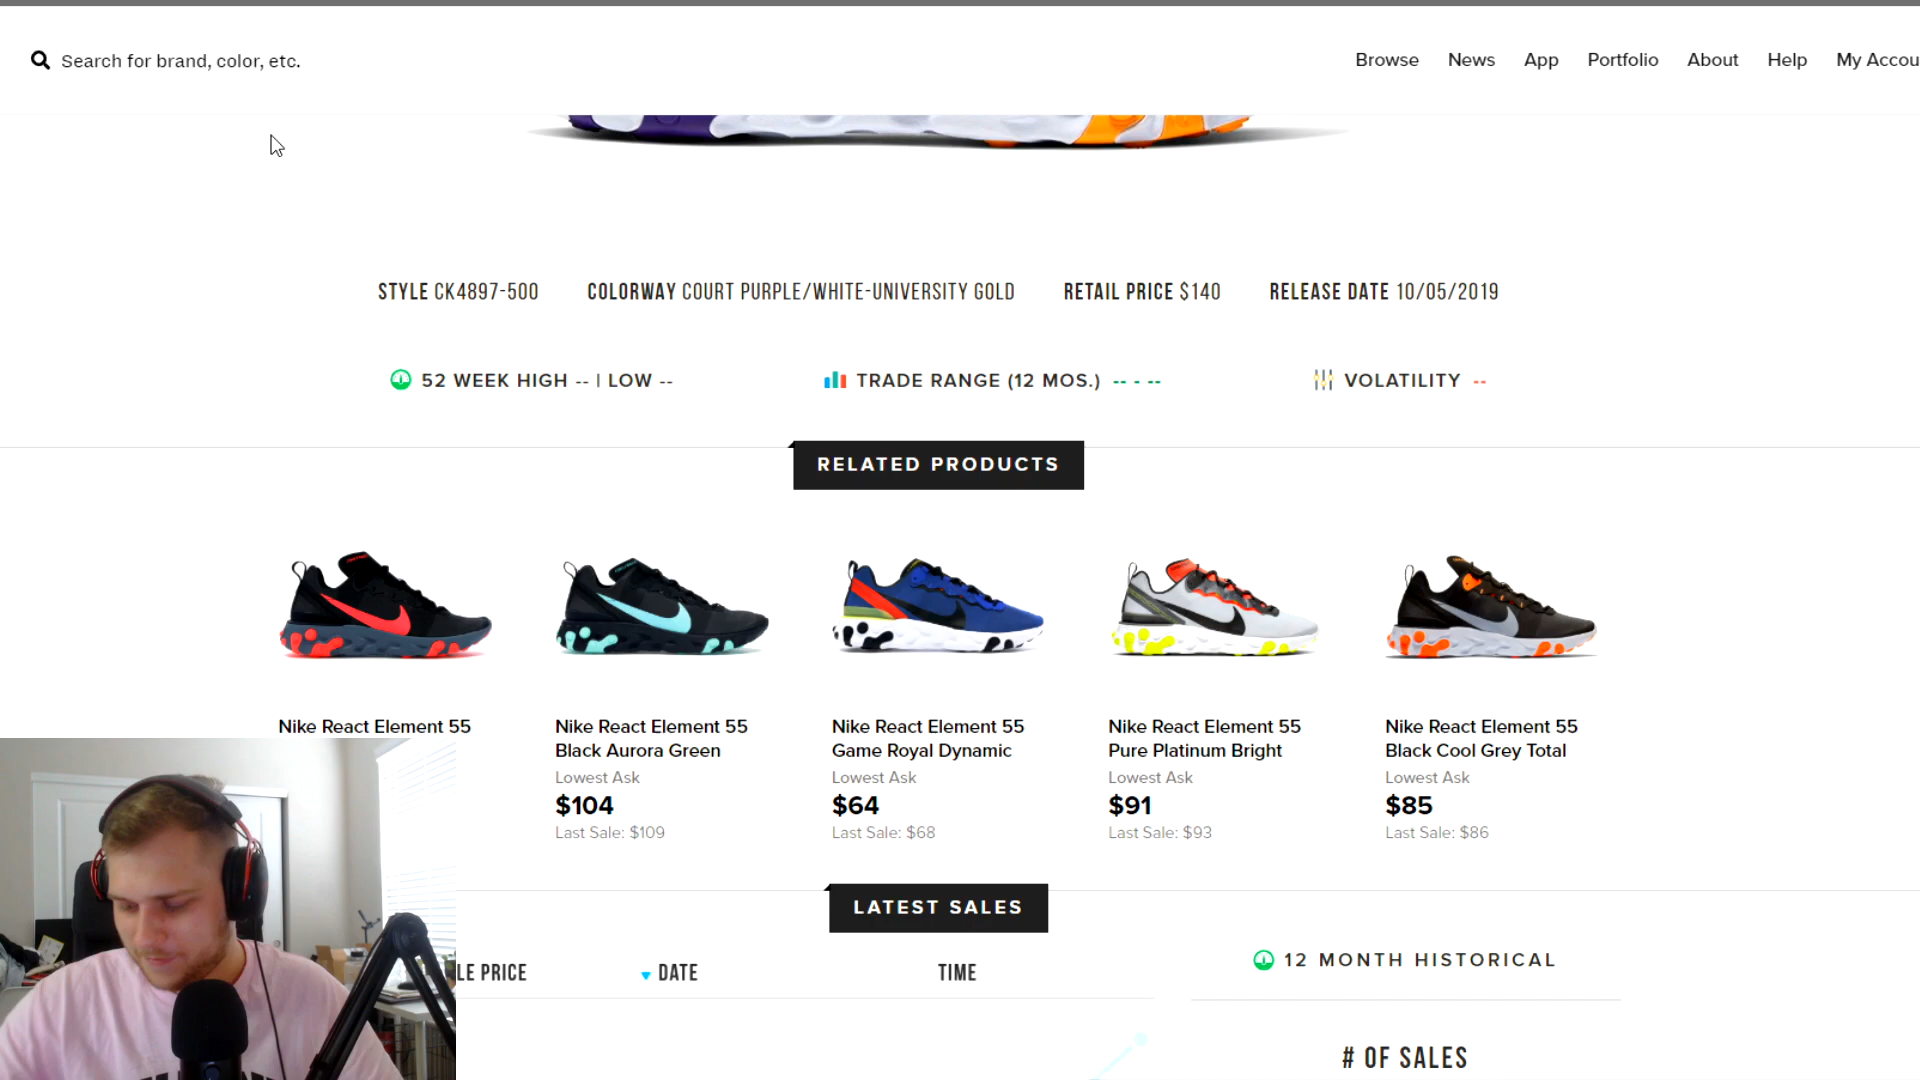 Search for brand, color, etc.
Browse News App Portfolio About Help My Accou
STYLE CK4897-500 COLORWAY COURT PURPLE/WHITE-UNIVERSITY GOLD RETAIL PRICE $140 RELEASE DATE 10/05/2019
52 WEEK HIGH -- | LOW -- TRADE RANGE (12 MOS.) -- - -- VOLATILITY --
RELATED PRODUCTS
Nike React Element 55
Nike React Element 55
Black Aurora Green
Lowest Ask
$104
Last Sale: $109
Nike React Element 55
Game Royal Dynamic
Lowest Ask
$64
Last Sale: $68
Nike React Element 55
Pure Platinum Bright
Lowest Ask
$91
Last Sale: $93
Nike React Element 55
Black Cool Grey Total
Lowest Ask
$85
Last Sale: $86
LATEST SALES
LE PRICE DATE TIME
12 MONTH HISTORICAL
# OF SALES